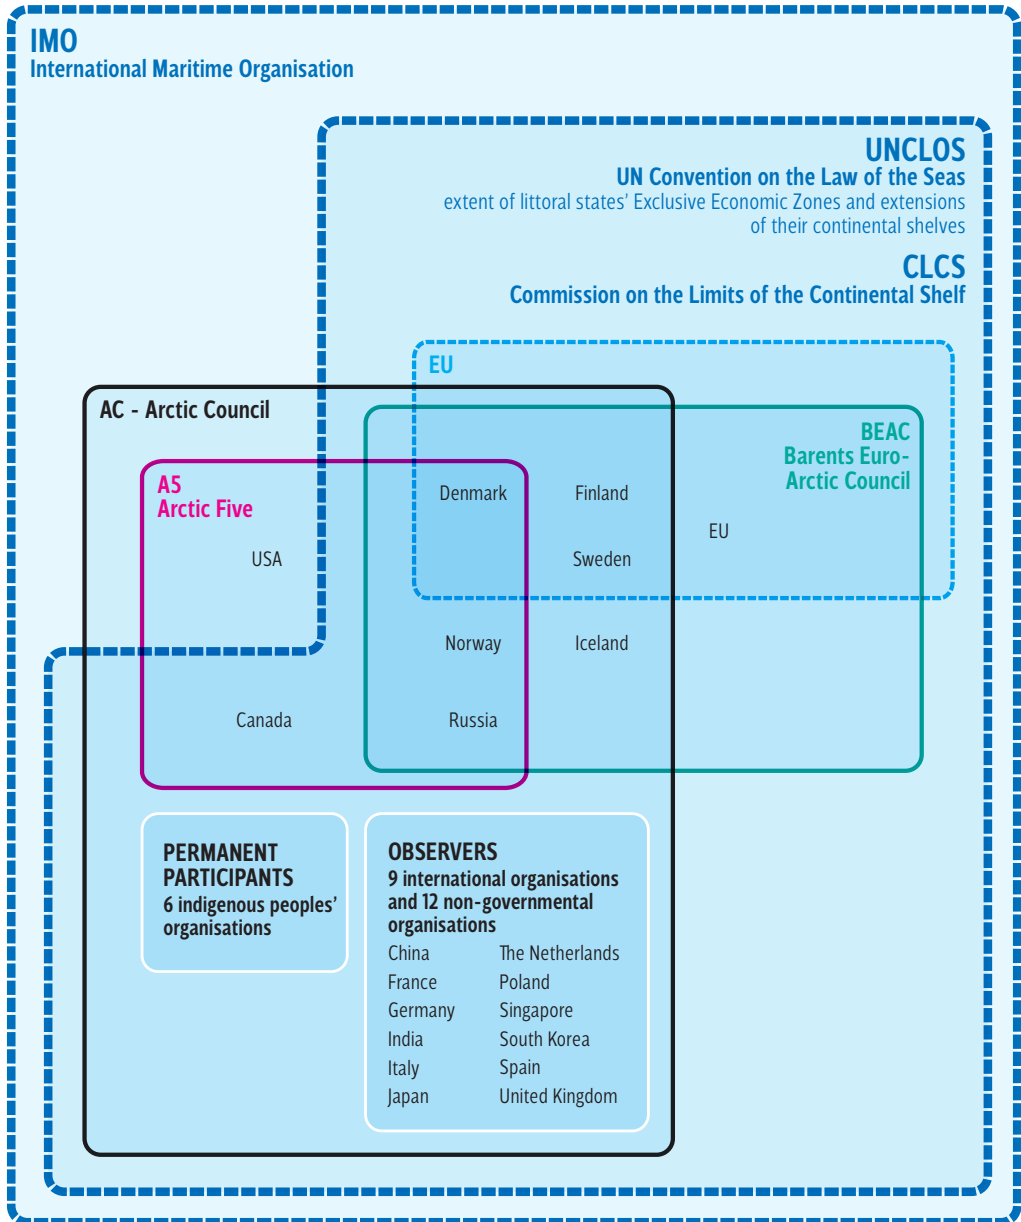 IMO
International Maritime Organisation
UNCLOS
UN Convention on the Law of the Seas
extent of littoral states' Exclusive Economic Zones and extensions
of their continental shelves
CLCS
Commission on the Limits of the Continental Shelf
EU
AC - Arctic Council
BEAC
Barents Euro-
Arctic Council
A5
Arctic Five
Denmark
Finland
EU
USA
Sweden
Norway
Iceland
Canada
Russia
PERMANENT
PARTICIPANTS
6 indigenous peoples'
organisations
OBSERVERS
9 international organisations
and 12 non-governmental
organisations
China
France
Germany
India
Italy
Japan
The Netherlands
Poland
Singapore
South Korea
Spain
United Kingdom